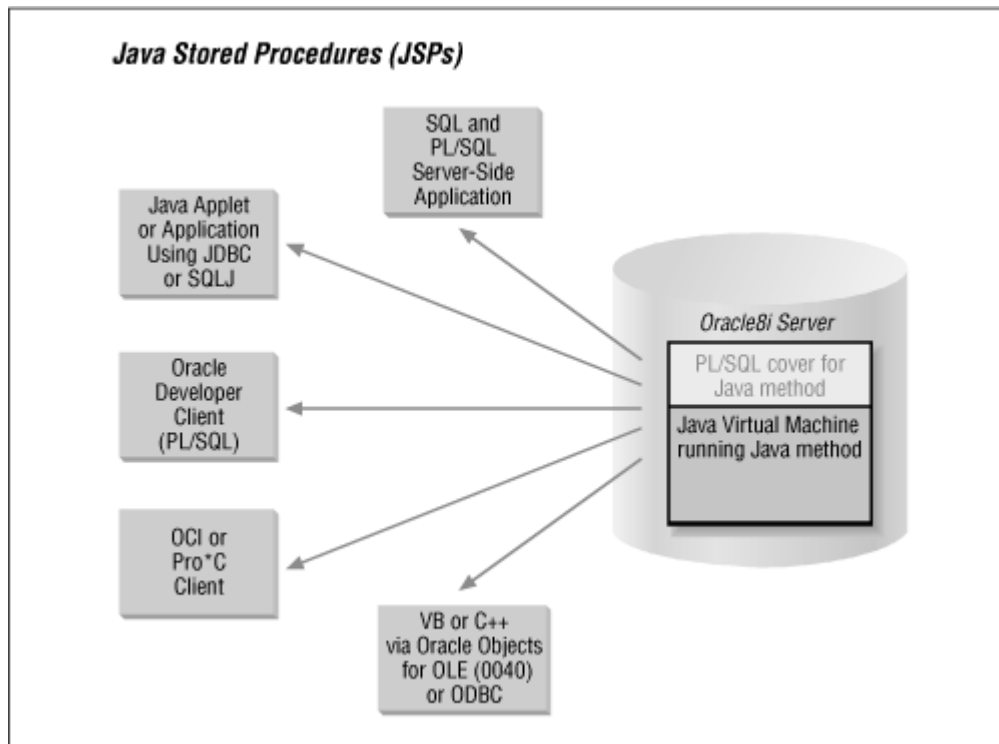 Java Stored Procedures (JSPs)
SQL and
PL/SQL
Server-Side
Application
Java Applet
or Application
Using JDBC
or SQLJ
Oracle
Developer
Client
(PL/SQL)
OCI or
Pro*C
Client
VB or C++
via Oracle Objects
for OLE (0040)
or ODBC
Oracle8i Server
PL/SQL cover for
Java method
Java Virtual Machine
running Java method